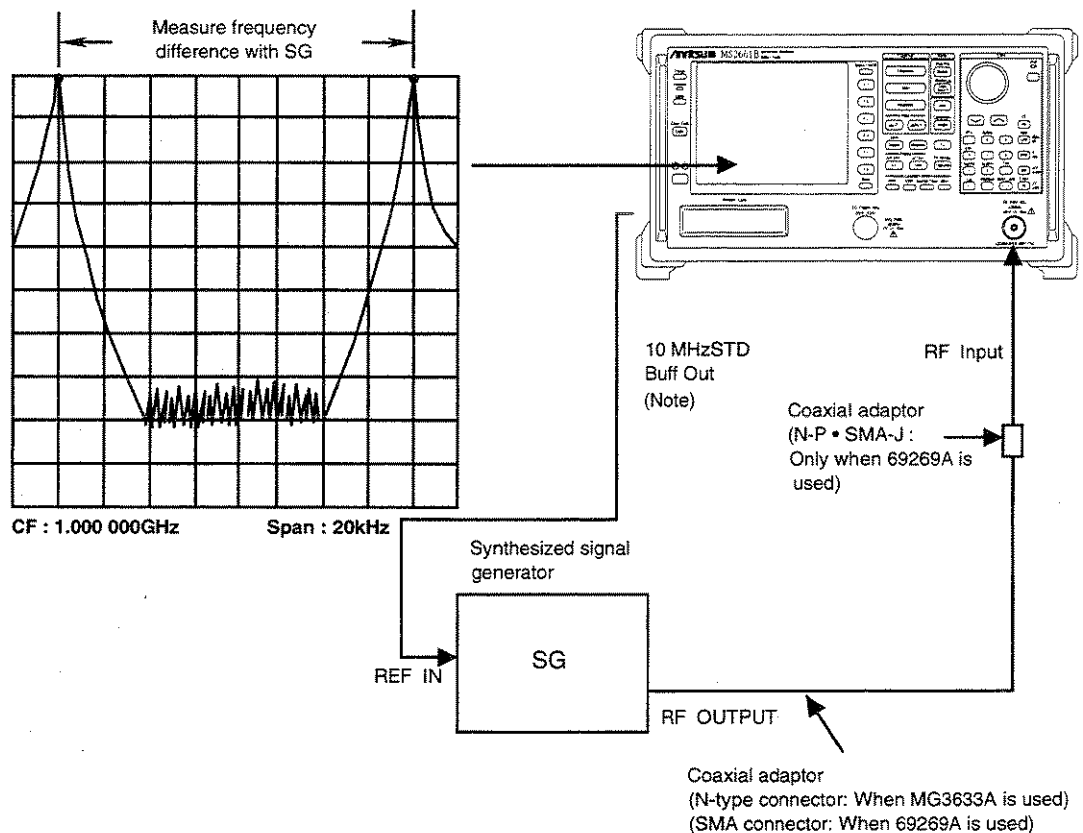 Measure frequency
difference with SG
CF : 1.000 000GHz
Span : 20kHz
Anritsu MS2661B
10 MHzSTD
Buff Out
(Note)
RF Input
Coaxial adaptor
(N-P • SMA-J :
Only when 69269A is
used)
Synthesized signal
generator
SG
REF IN
RF OUTPUT
Coaxial adaptor
(N-type connector: When MG3633A is used)
(SMA connector: When 69269A is used)